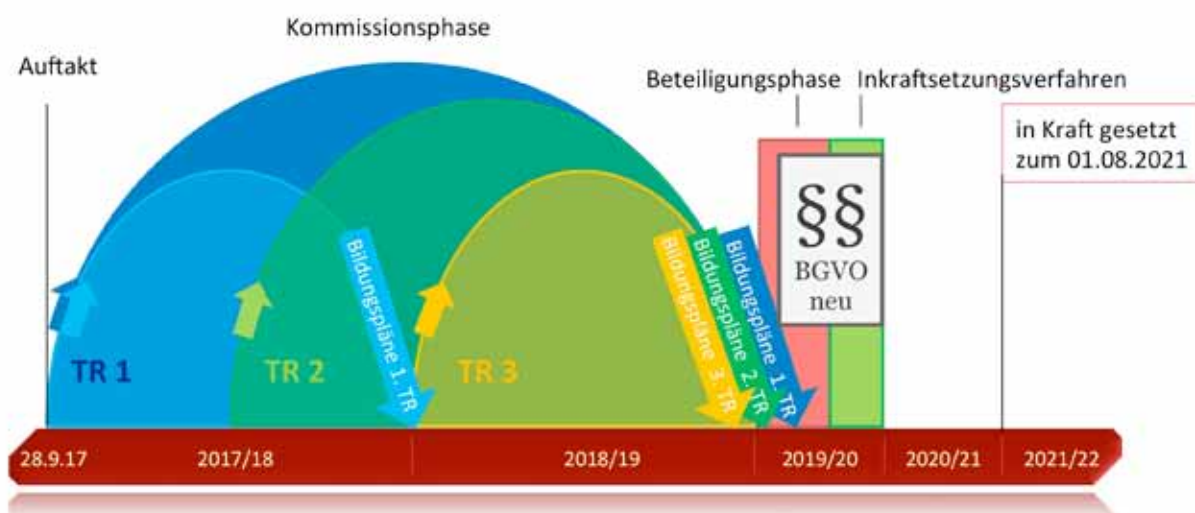 Kommissionsphase
Auftakt
Beteiligungsphase
Inkraftsetzungsverfahren
in Kraft gesetzt
zum 01.08.2021
§§
BGVO
neu
Bildungspläne 1. TR
Bildungspläne 3. TR
Bildungspläne 2. TR
Bildungspläne 1. TR
TR 1
TR 2
TR 3
28.9.17
2017/18
2018/19
2019/20
2020/21
2021/22